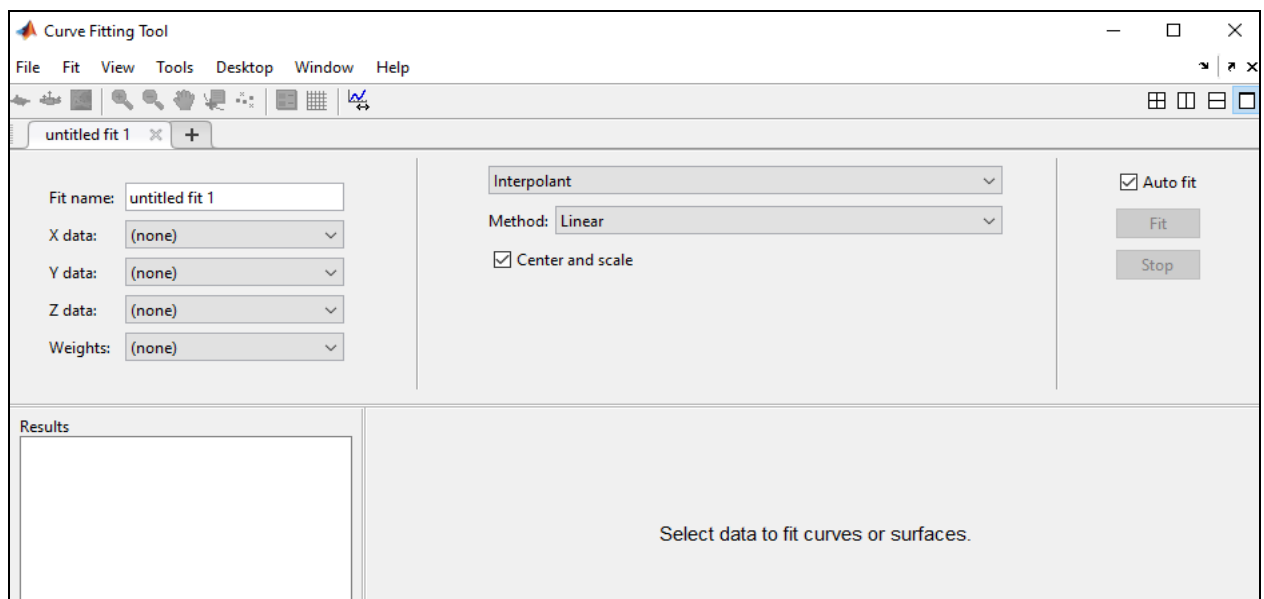 Curve Fitting Tool
File Fit View Tools Desktop Window Help
untitled fit 1
Fit name: untitled fit 1
X data: (none)
Y data: (none)
Z data: (none)
Weights: (none)
Interpolant
Method: Linear
Center and scale
Auto fit
Fit
Stop
Results
Select data to fit curves or surfaces.